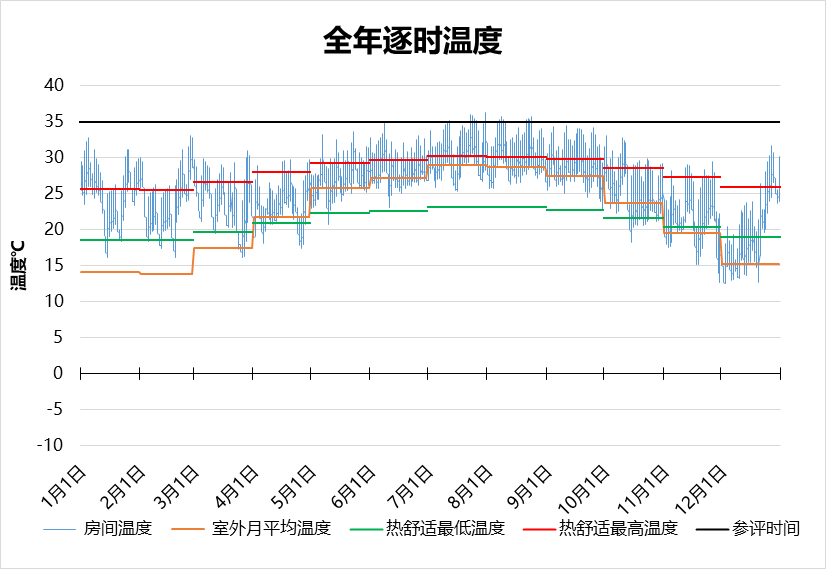 全年逐时温度
40
35
30
25
20
15
10
5
0
-5
-10
温度℃
1月1日
2月1日
3月1日
4月1日
5月1日
6月1日
7月1日
8月1日
9月1日
10月1日
11月1日
12月1日
房间温度 室外月平均温度 热舒适最低温度 热舒适最高温度 参评时间